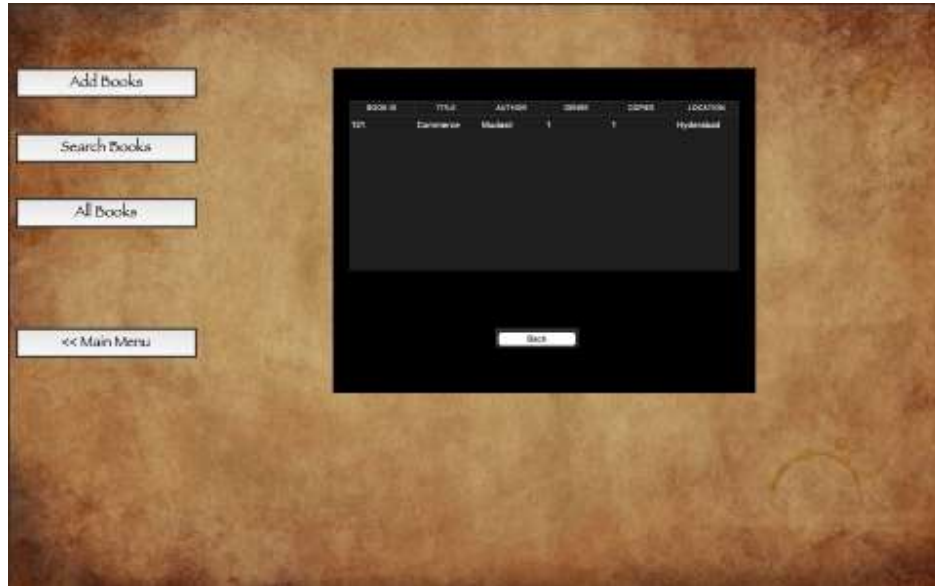 Add Books
Search Books
All Books
<< Main Menu
BOOK ID TITLE AUTHOR GENRE COPIES LOCATION
101 Commerce 1 1 Hyderabad
Back